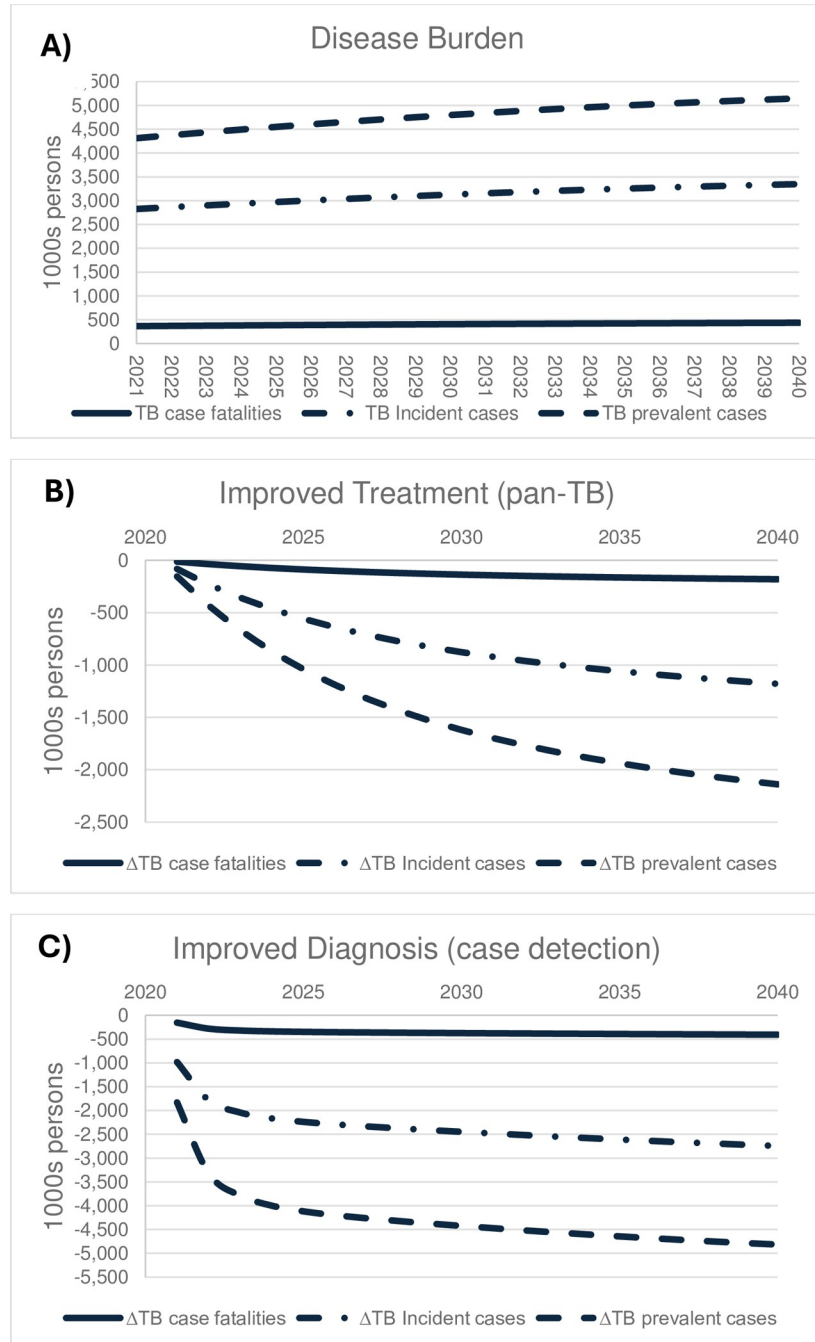 A)
Disease Burden
500
5,000
4,500
4,000
3,500
3,000
2,500
2,000
1,500
1,000
500
0
1000s persons
2021 2022 2023 2024 2025 2026 2027 2028 2029 2030 2031 2032 2033 2034 2035 2036 2037 2038 2039 2040
TB case fatalities TB Incident cases TB prevalent cases
B)
Improved Treatment (pan-TB)
2020 2025 2030 2035 2040
0
-500
-1,000
-1,500
-2,000
-2,500
1000s persons
ΔTB case fatalities ΔTB Incident cases ΔTB prevalent cases
C)
Improved Diagnosis (case detection)
2020 2025 2030 2035 2040
0
-500
-1,000
-1,500
-2,000
-2,500
-3,000
-3,500
-4,000
-4,500
-5,000
-5,500
1000s persons
ΔTB case fatalities ΔTB Incident cases ΔTB prevalent cases